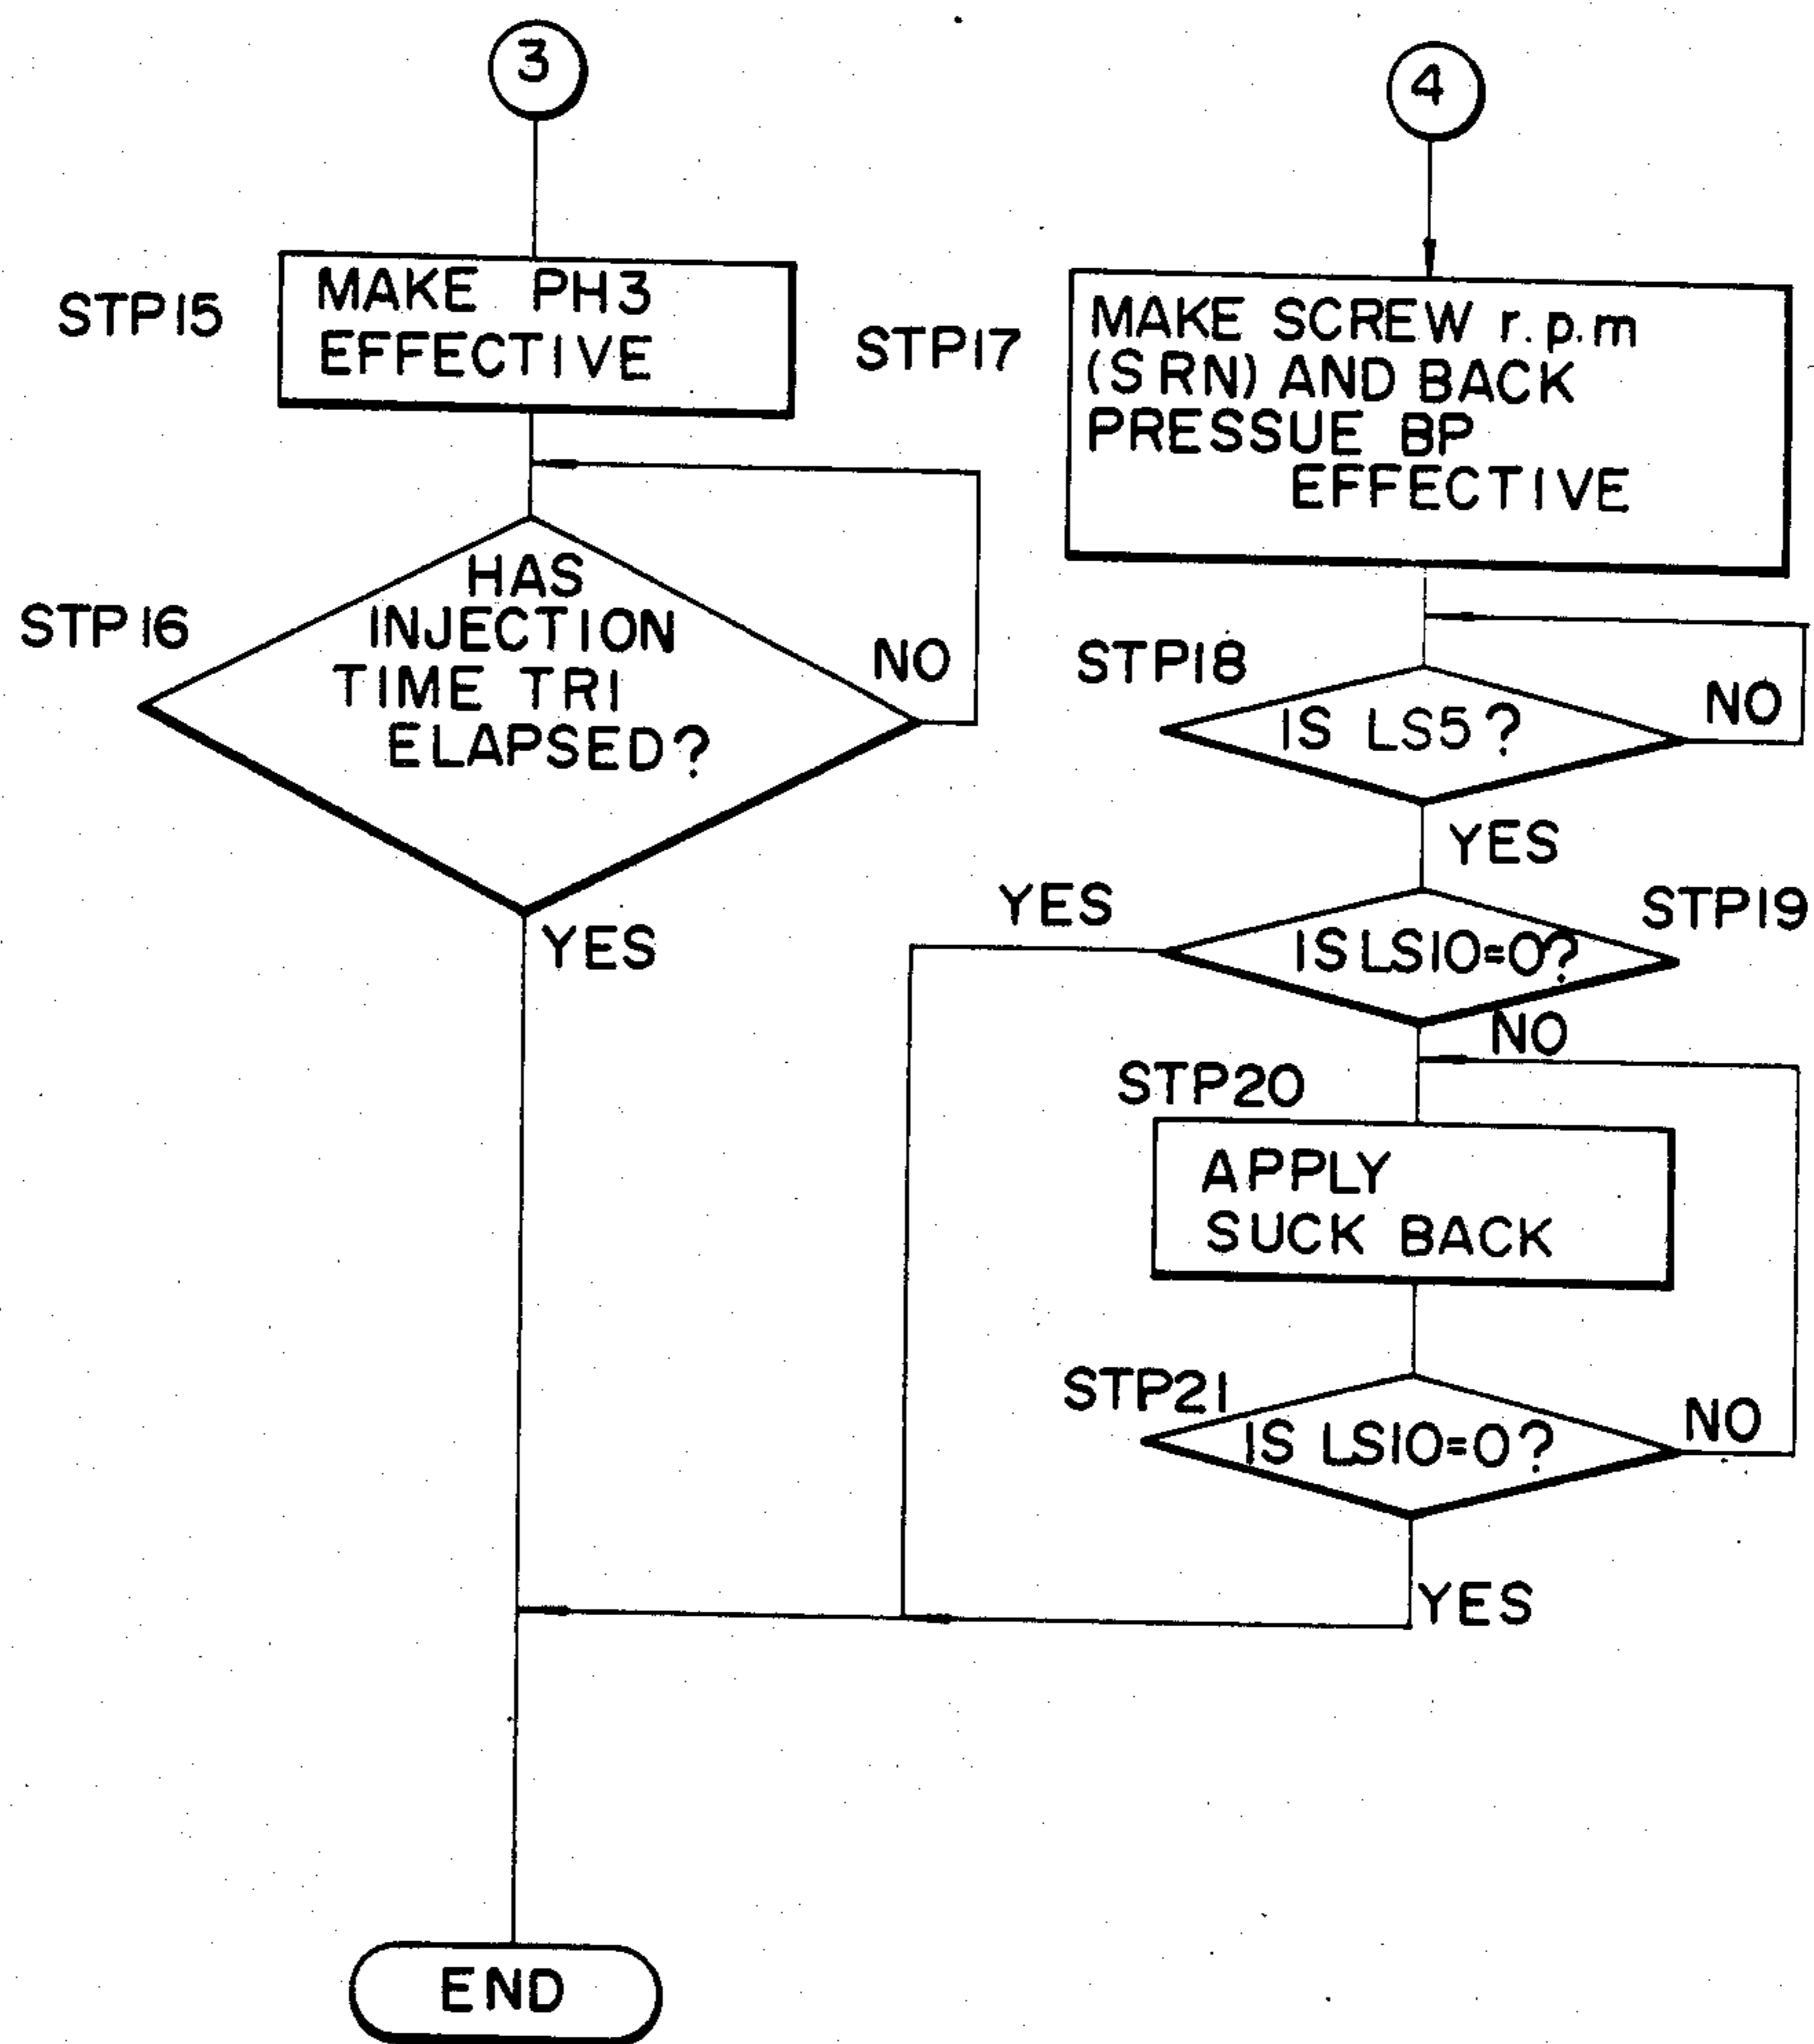 3
STP15
MAKE PH3
EFFECTIVE
STP16
HAS
INJECTION
TIME TRI
ELAPSED?
NO
YES
4
STP17
MAKE SCREW r.p.m
(SRN) AND BACK
PRESSUE BP
EFFECTIVE
STP18
IS LS5?
NO
YES
STP19
IS LS10=0?
YES
NO
STP20
APPLY
SUCK BACK
STP21
IS LS10=0?
NO
YES
END